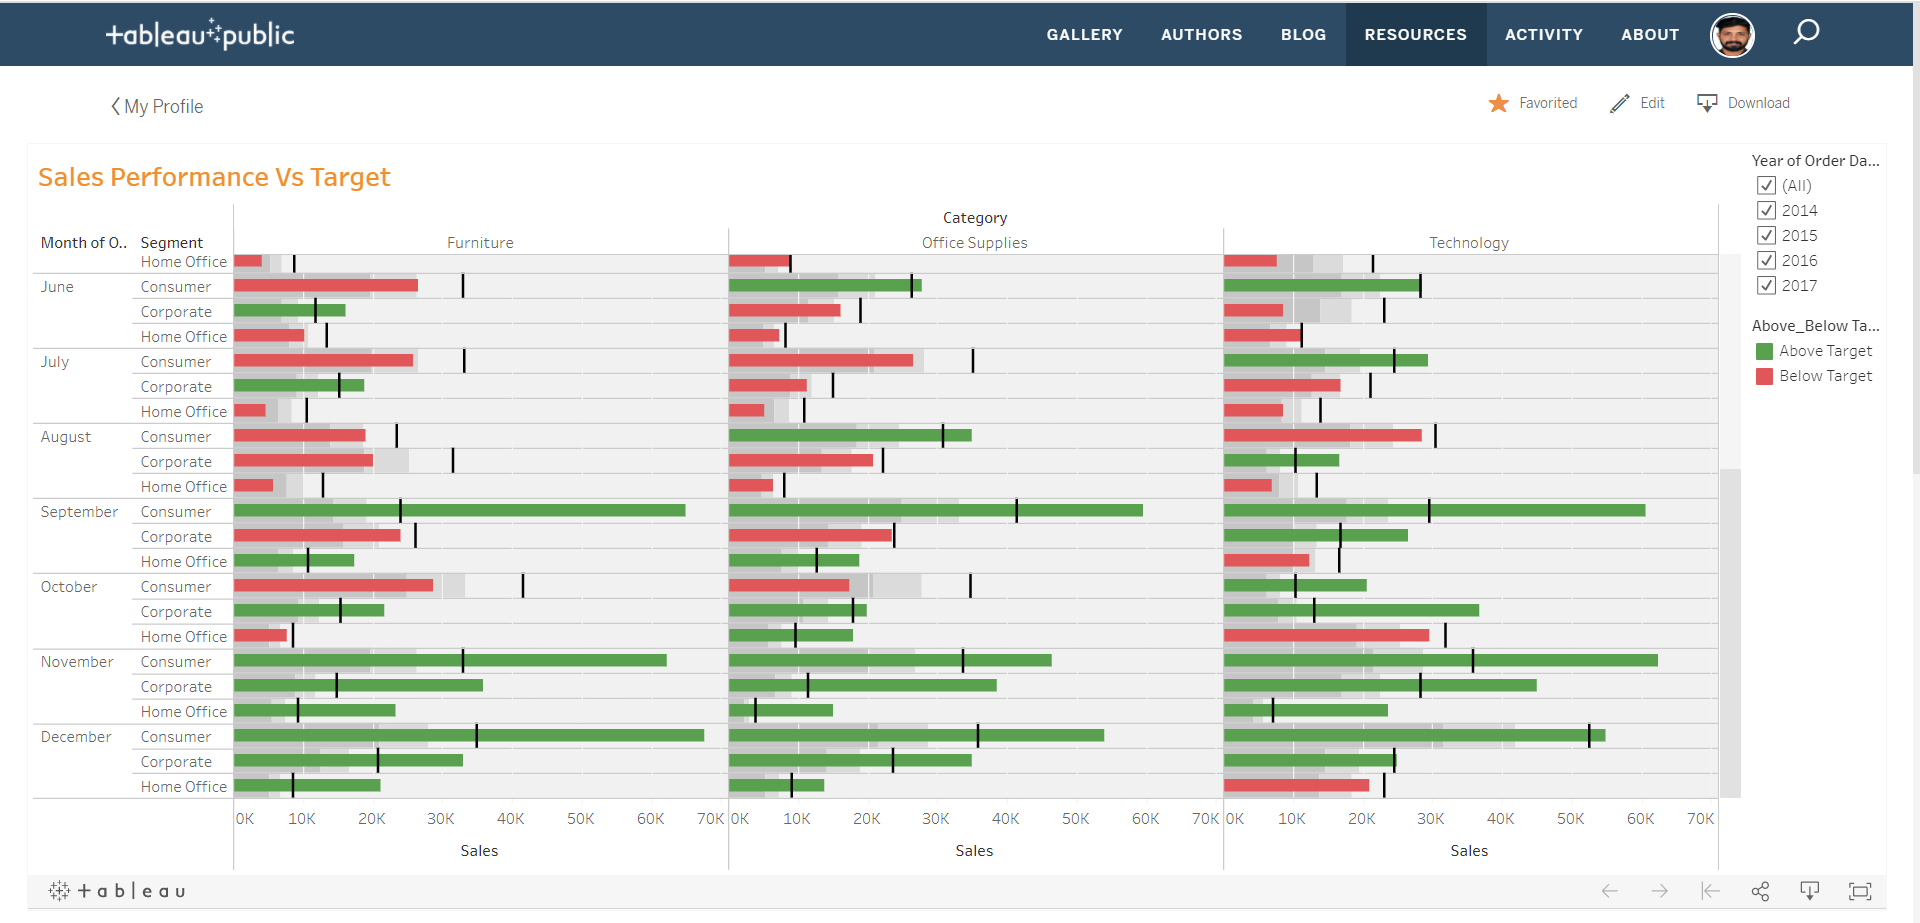 +ableau public
GALLERY AUTHORS BLOG RESOURCES ACTIVITY ABOUT
My Profile
Favorited Edit Download
Sales Performance Vs Target
Category
Month of O.. Segment Furniture Office Supplies Technology
Home Office
June Consumer
Corporate
Home Office
July Consumer
Corporate
Home Office
August Consumer
Corporate
Home Office
September Consumer
Corporate
Home Office
October Consumer
Corporate
Home Office
November Consumer
Corporate
Home Office
December Consumer
Corporate
Home Office
0K 10K 20K 30K 40K 50K 60K 70K 0K 10K 20K 30K 40K 50K 60K 70K 0K 10K 20K 30K 40K 50K 60K 70K
Sales Sales Sales
Year of Order Da...
(All)
2014
2015
2016
2017
Above_Below Ta...
Above Target
Below Target
+ableau